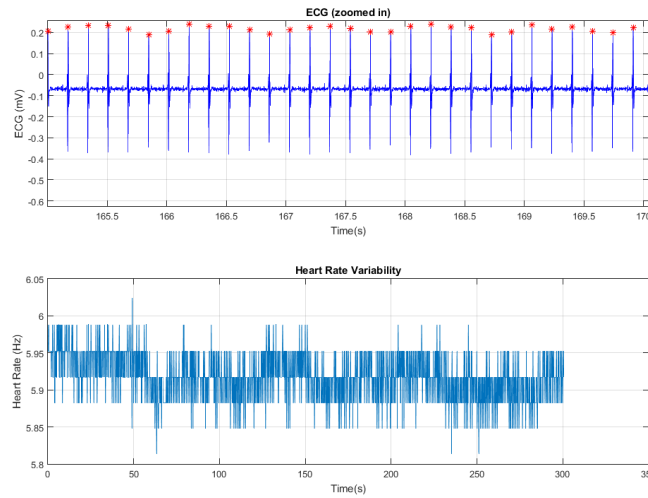 ECG (zoomed in)
0.2
0.1
0
-0.1
-0.2
-0.3
-0.4
-0.5
-0.6
ECG (mV)
165.5 166 166.5 167 167.5 168 168.5 169 169.5 170
Time(s)
Heart Rate Variability
6.05
6
5.95
5.9
5.85
5.8
Heart Rate (Hz)
0 50 100 150 200 250 300 350
Time(s)